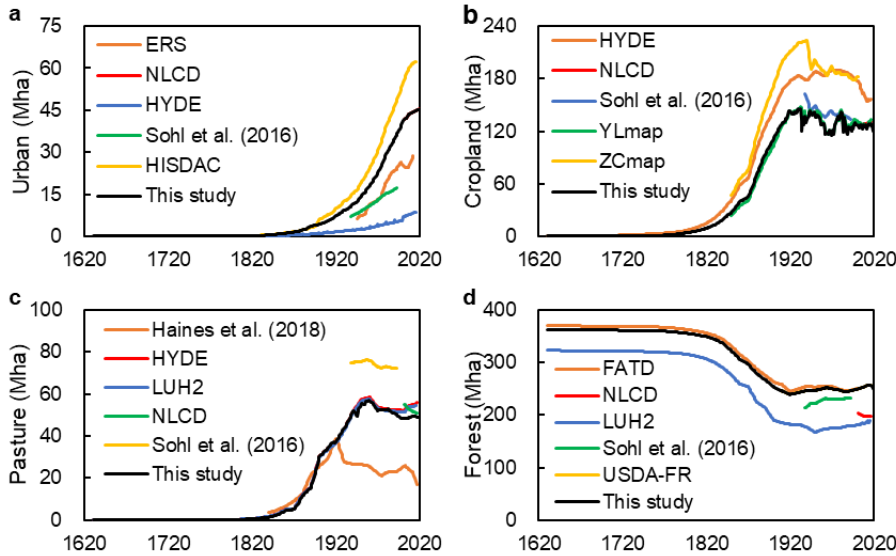 a
Urban (Mha)
75
60
45
30
15
0
ERS
NLCD
HYDE
Sohl et al. (2016)
HISDAC
This study
1620 1720 1820 1920 2020
b
Cropland (Mha)
240
180
120
60
0
HYDE
NLCD
Sohl et al. (2016)
YLmap
ZCmap
This study
1620 1720 1820 1920 2020
c
Pasture (Mha)
100
80
60
40
20
0
Haines et al. (2018)
HYDE
LUH2
NLCD
Sohl et al. (2016)
This study
1620 1720 1820 1920 2020
d
Forest (Mha)
400
300
200
100
0
FATD
NLCD
LUH2
Sohl et al. (2016)
USDA-FR
This study
1620 1720 1820 1920 2020